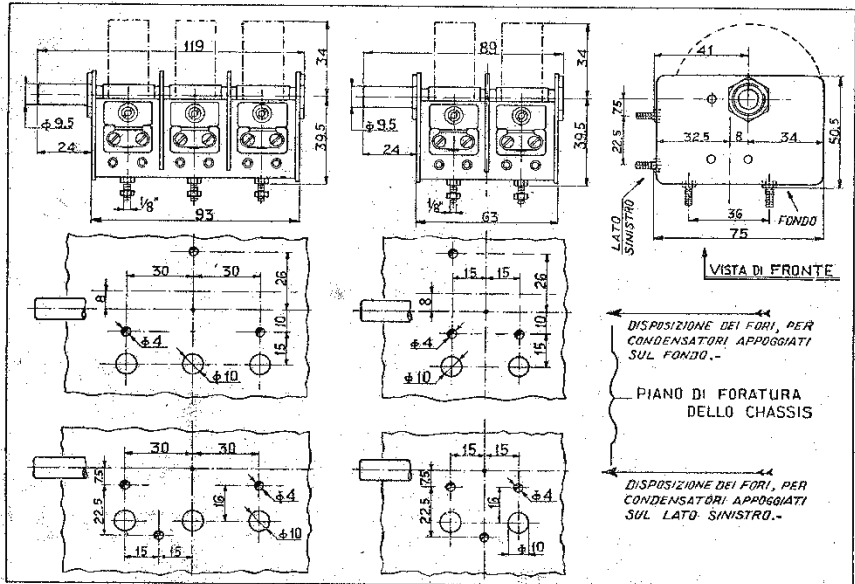 119
34
ϕ9.5
24
39.5
1/8"
93
89
34
ϕ9.5
24
39.5
1/8"
63
41
75
22.5
32.5
8
34
50.5
36
75
LATO SINISTRO
FONDO
VISTA DI FRONTE
30
30
26
8
10
15
ϕ4
ϕ10
15
15
26
8
10
15
ϕ4
ϕ10
DISPOSIZIONE DEI FORI, PER
CONDENSATORI APPOGGIATI
SUL FONDO.-
PIANO DI FORATURA
DELLO CHASSIS
30
30
75
22.5
16
ϕ4
ϕ10
15
15
15
15
75
22.5
16
ϕ4
ϕ10
DISPOSIZIONE DEI FORI, PER
CONDENSATORI APPOGGIATI
SUL LATO SINISTRO.-